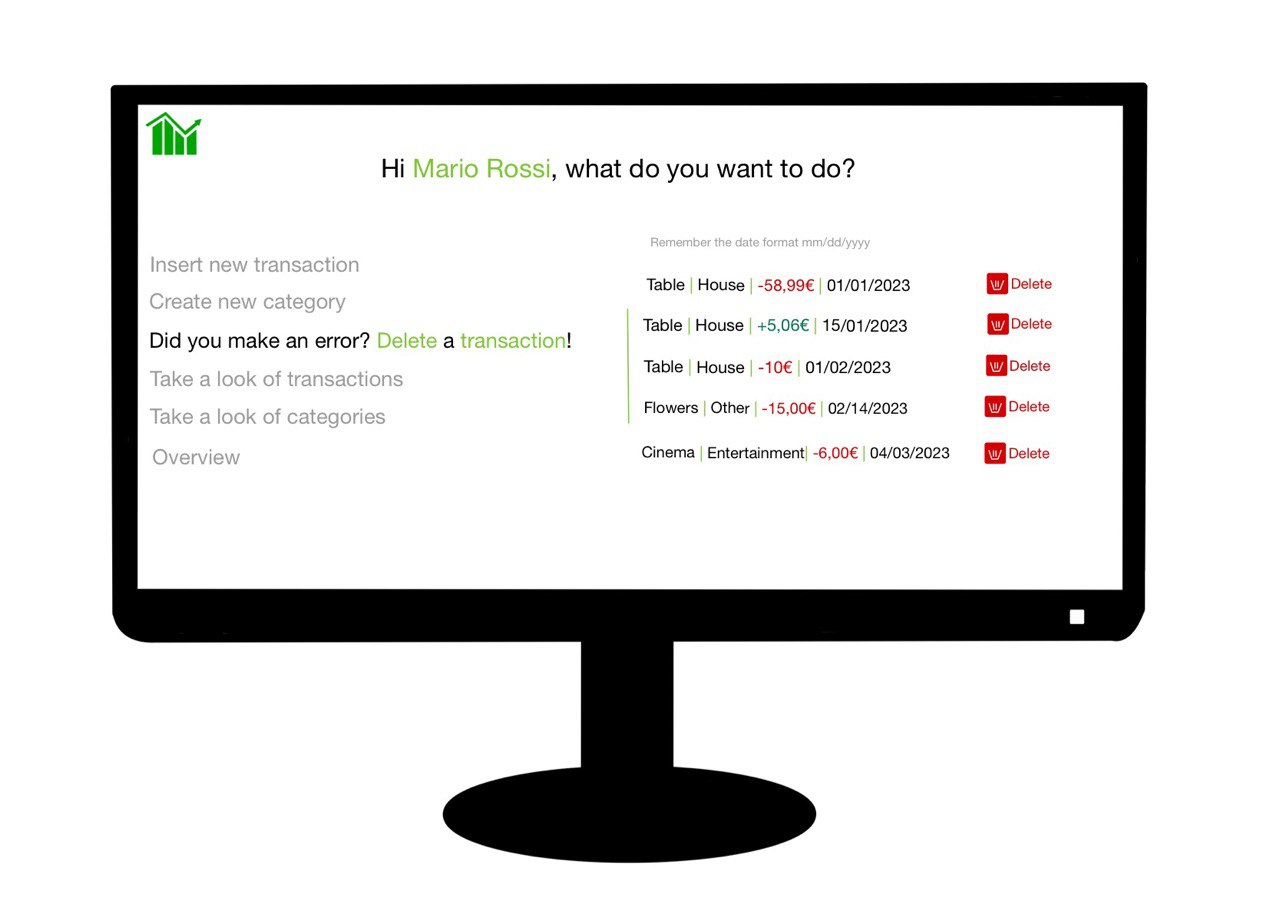 Hi Mario Rossi, what do you want to do?
Insert new transaction
Create new category
Did you make an error? Delete a transaction!
Take a look of transactions
Take a look of categories
Overview
Remember the date format mm/dd/yyyy
Table | House | -58,99€ | 01/01/2023 Delete
Table | House | +5,06€ | 15/01/2023 Delete
Table | House | -10€ | 01/02/2023 Delete
Flowers | Other | -15,00€ | 02/14/2023 Delete
Cinema | Entertainment| -6,00€ | 04/03/2023 Delete